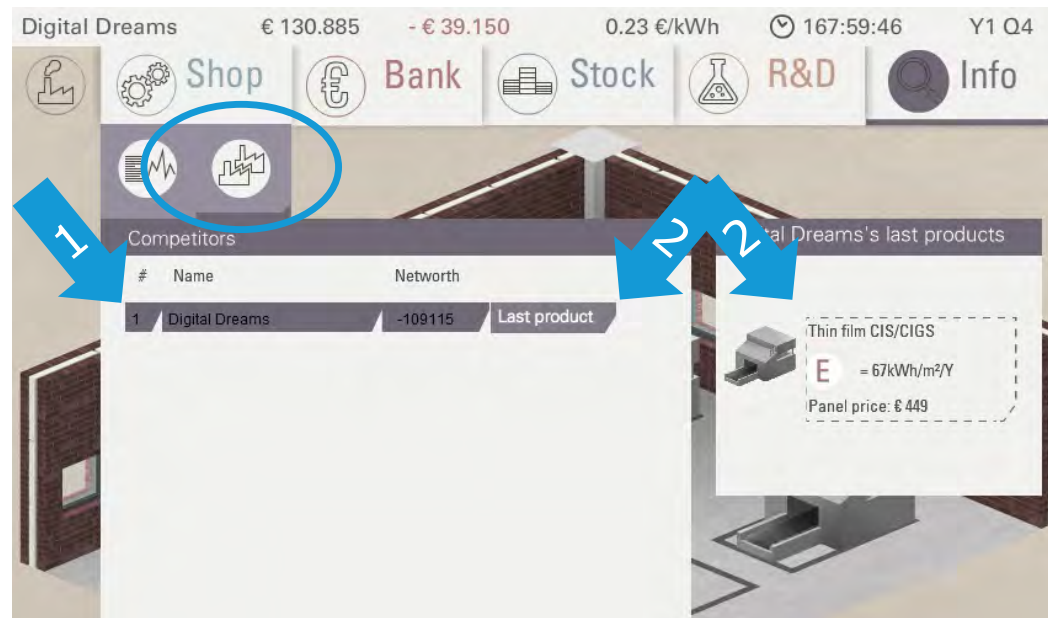 Digital Dreams € 130.885 - € 39.150 0.23 €/kWh 167:59:46 Y1 Q4
Shop Bank Stock R&D Info
1 2 2
Competitors
tal Dreams's last products
# Name Networth
1 Digital Dreams -109115 Last product
Thin film CIS/CIGS
E = 67kWh/m²/Y
Panel price: € 449